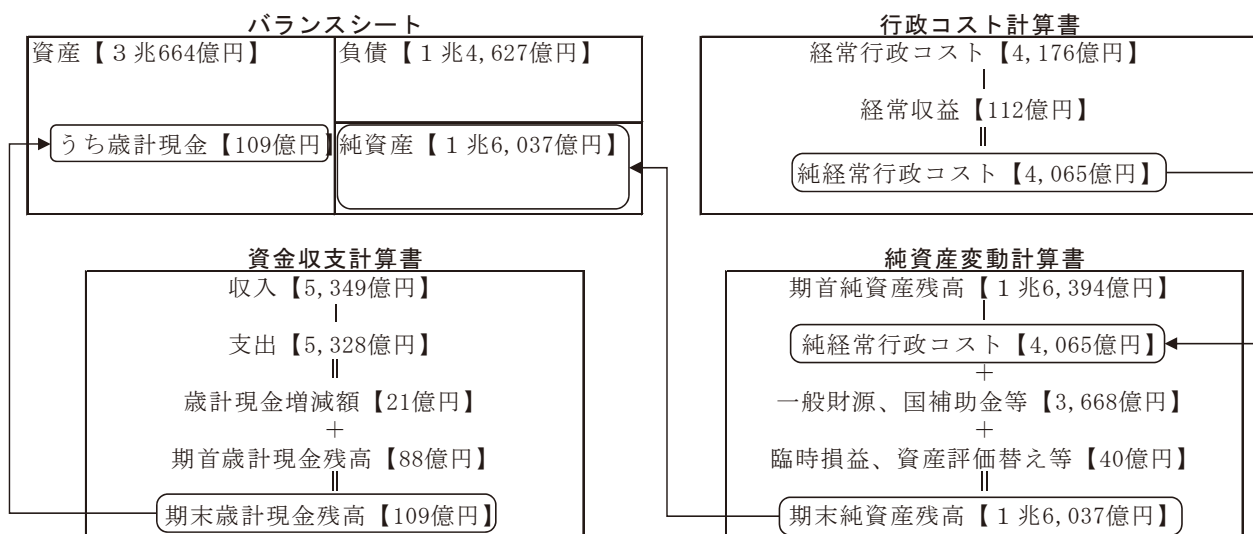 バランスシート
資産【３兆664億円】
負債【１兆4,627億円】
うち歳計現金【109億円】
純資産【１兆6,037億円】
行政コスト計算書
経常行政コスト【4,176億円】
－
経常収益【112億円】
＝
純経常行政コスト【4,065億円】
資金収支計算書
収入【5,349億円】
－
支出【5,328億円】
＝
歳計現金増減額【21億円】
＋
期首歳計現金残高【88億円】
＝
期末歳計現金残高【109億円】
純資産変動計算書
期首純資産残高【１兆6,394億円】
－
純経常行政コスト【4,065億円】
＋
一般財源、国補助金等【3,668億円】
＋
臨時損益、資産評価替え等【40億円】
＝
期末純資産残高【１兆6,037億円】